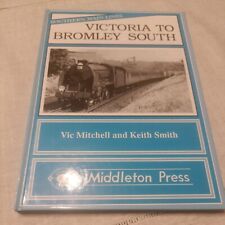 SOUTHERN MAIN LINES
VICTORIA TO
BROMLEY SOUTH
Vic Mitchell and Keith Smith
Middleton Press